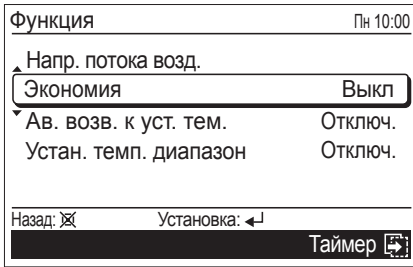 Функция Пн 10:00
Напр. потока возд.
Экономия Выкл
Ав. возв. к уст. тем. Отключ.
Устан. темп. диапазон Отключ.
Назад: Установка:
Таймер